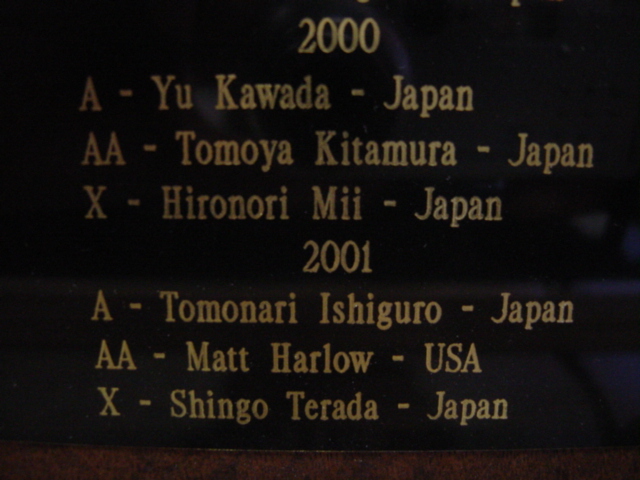 2000
A - Yu Kawada - Japan
AA - Tomoya Kitamura - Japan
X - Hironori Mii - Japan
2001
A - Tomonari Ishiguro - Japan
AA - Matt Harlow - USA
X - Shingo Terada - Japan